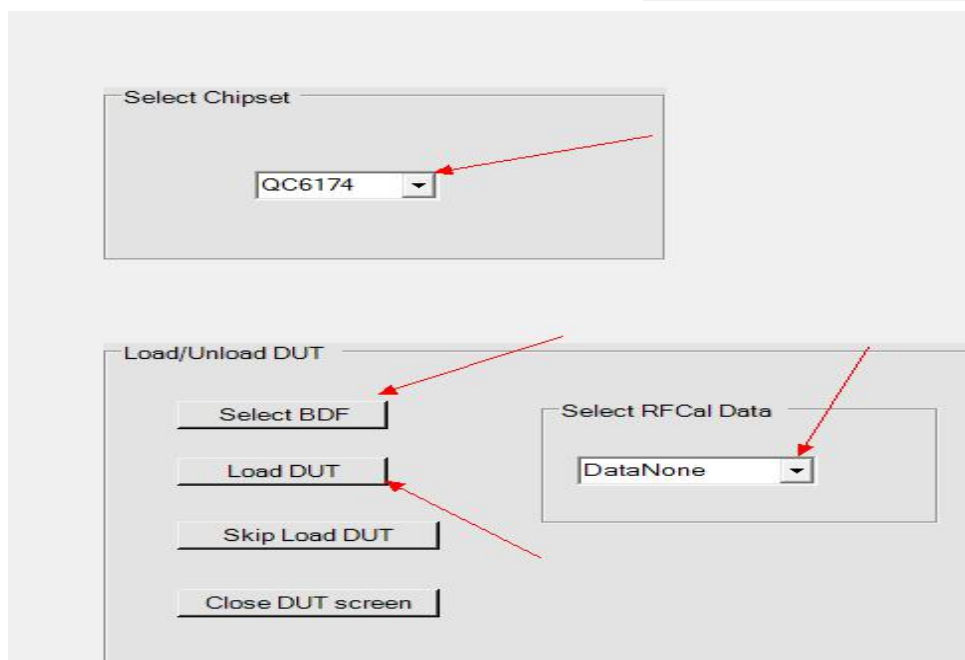 Select Chipset
QC6174
Load/Unload DUT
Select BDF
Select RFCal Data
Load DUT
DataNone
Skip Load DUT
Close DUT screen